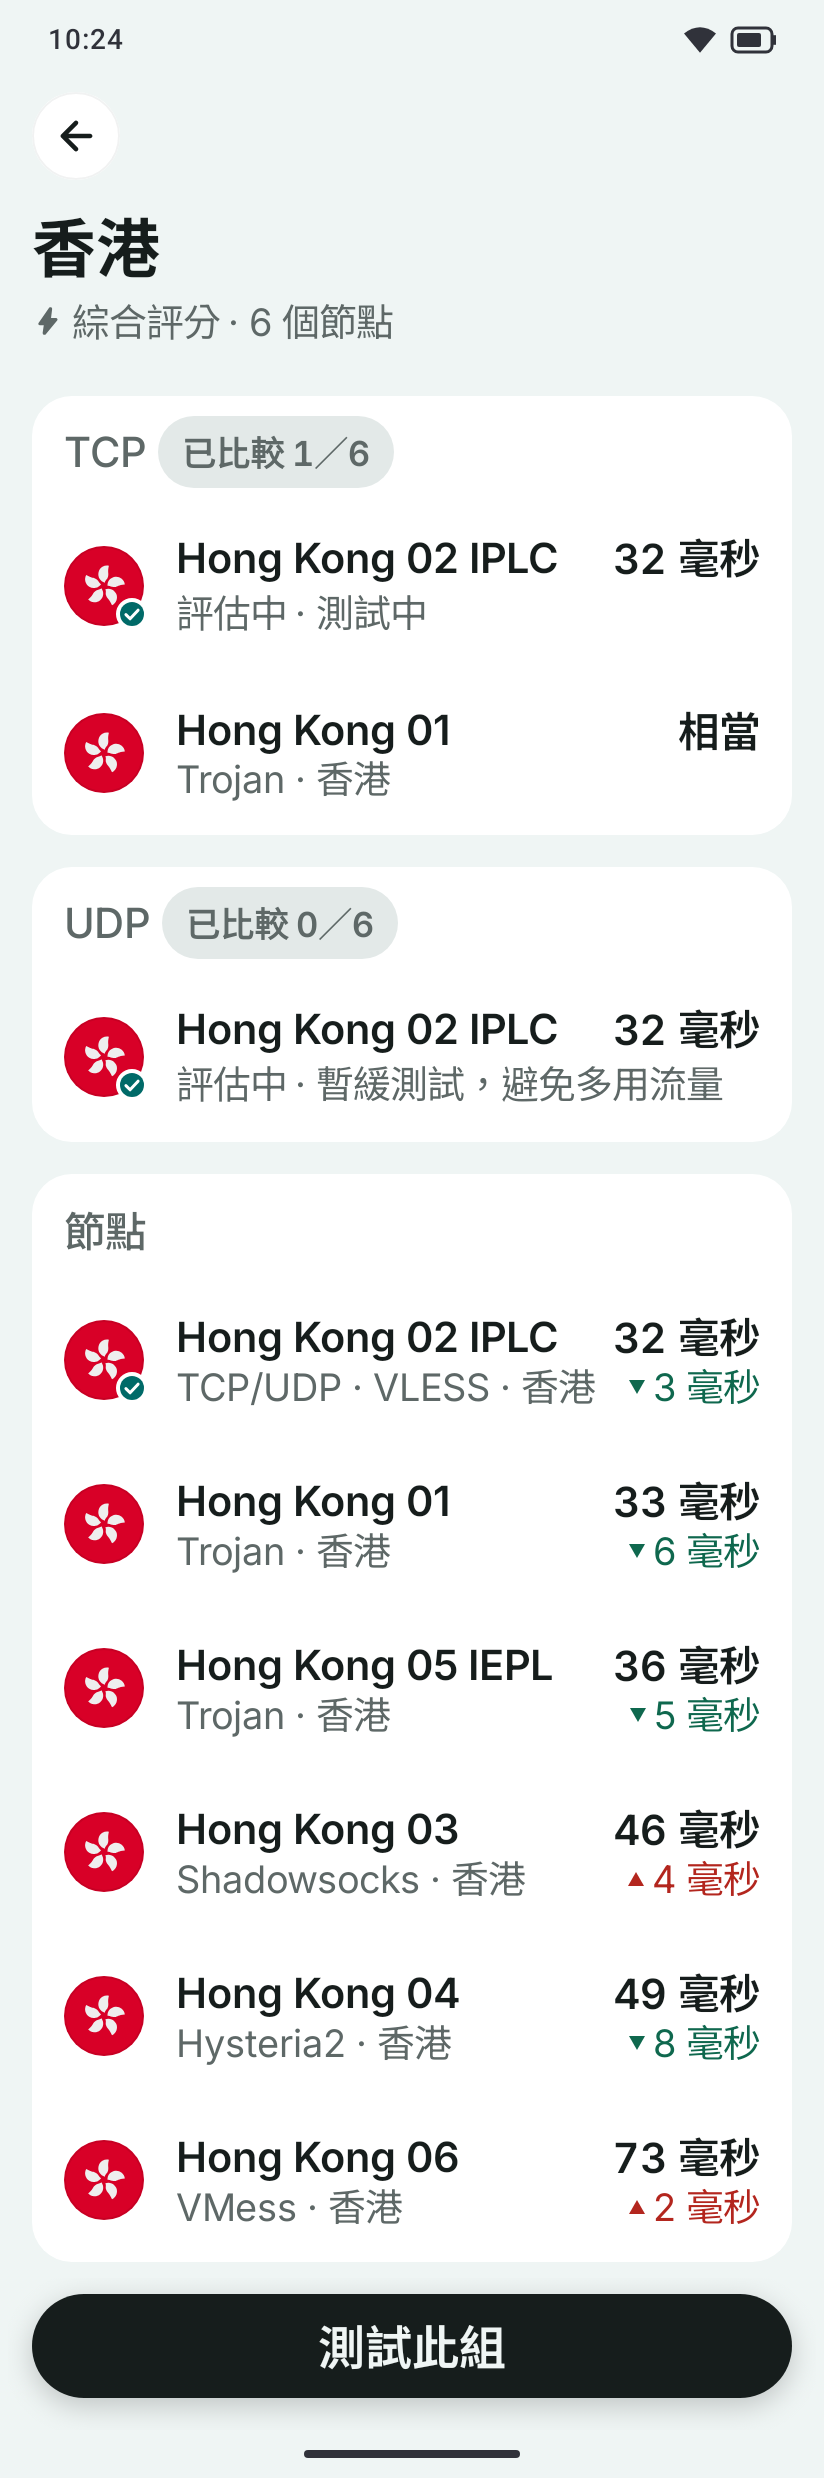 10:24
香港
綜合評分 · 6 個節點
TCP 已比較 1／6
Hong Kong 02 IPLC 32 毫秒
評估中 · 測試中
Hong Kong 01 相當
Trojan · 香港
UDP 已比較 0／6
Hong Kong 02 IPLC 32 毫秒
評估中 · 暫緩測試，避免多用流量
節點
Hong Kong 02 IPLC 32 毫秒
TCP/UDP · VLESS · 香港 ▼3 毫秒
Hong Kong 01 33 毫秒
Trojan · 香港 ▼6 毫秒
Hong Kong 05 IEPL 36 毫秒
Trojan · 香港 ▼5 毫秒
Hong Kong 03 46 毫秒
Shadowsocks · 香港 ▲4 毫秒
Hong Kong 04 49 毫秒
Hysteria2 · 香港 ▼8 毫秒
Hong Kong 06 73 毫秒
VMess · 香港 ▲2 毫秒
測試此組